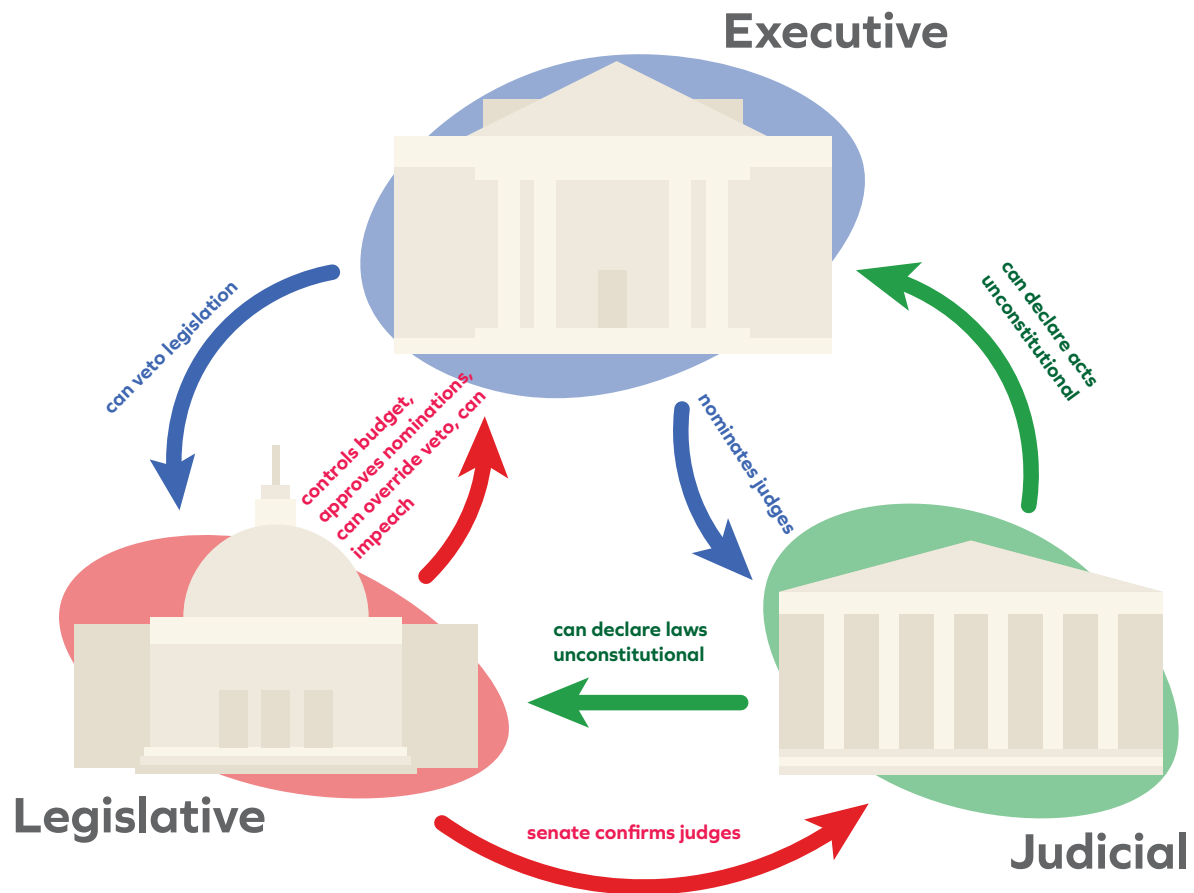 Executive
can veto legislation
can declare acts
unconstitutional
controls budget,
approves nominations,
can override veto, can
impeach
nominates judges
can declare laws
unconstitutional
Legislative
senate confirms judges
Judicial